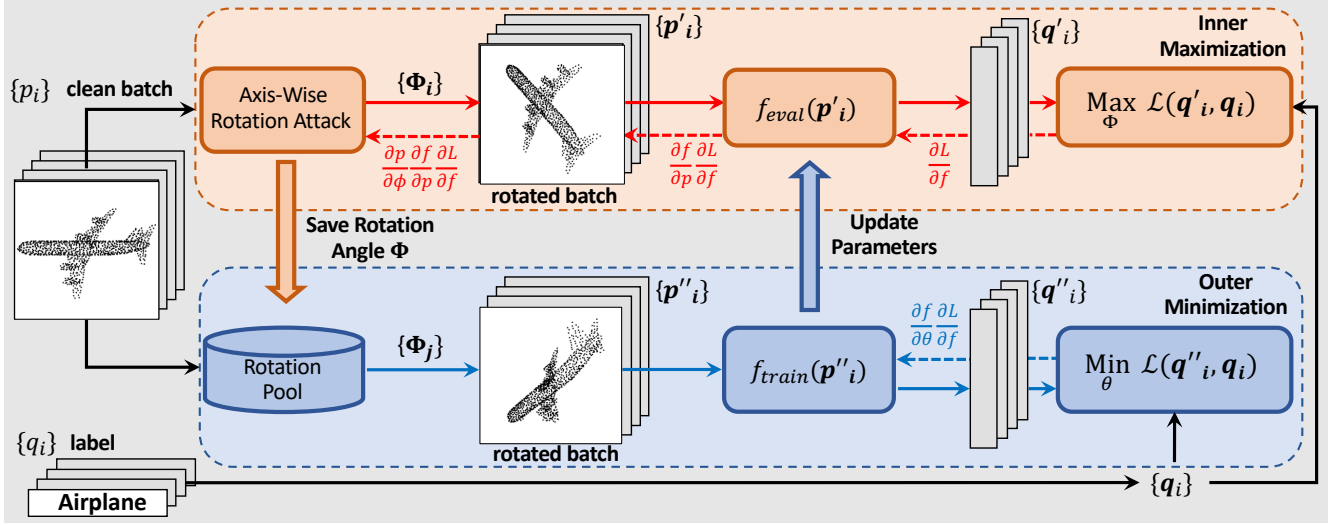 {p_i} clean batch
Axis-Wise
Rotation Attack
{Φ_i}
∂p/∂ϕ ∂f/∂p ∂L/∂f
{p'_i}
rotated batch
∂f/∂p ∂L/∂f
f_eval(p'_i)
∂L/∂f
{q'_i}
Inner
Maximization
Max_Φ ℒ(q'_i, q_i)
Save Rotation
Angle Φ
Update
Parameters
Rotation
Pool
{Φ_j}
{p''_i}
rotated batch
f_train(p''_i)
∂f/∂θ ∂L/∂f
{q''_i}
Outer
Minimization
Min_θ ℒ(q''_i, q_i)
{q_i} label
Airplane
{q_i}